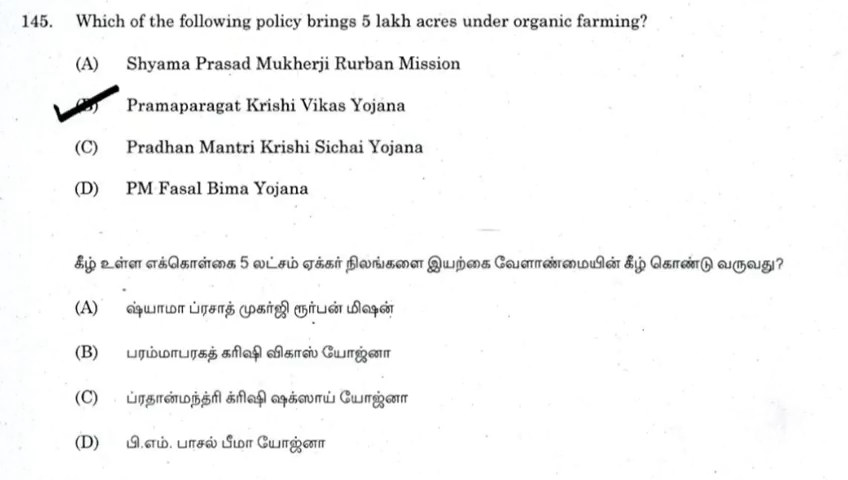 145. Which of the following policy brings 5 lakh acres under organic farming?
(A) Shyama Prasad Mukherji Rurban Mission
(B) Pramaparagat Krishi Vikas Yojana
(C) Pradhan Mantri Krishi Sichai Yojana
(D) PM Fasal Bima Yojana
கீழ் உள்ள எக்கொள்கை 5 லட்சம் ஏக்கர் நிலங்களை இயற்கை வேளாண்மையின் கீழ் கொண்டு வருவது?
(A) ஷ்யாமா ப்ரசாத் முகர்ஜி ரூர்பன் மிஷன்
(B) பரம்மாபரகத் கரிஷி விகாஸ் யோஜ்னா
(C) ப்ரதான்மந்த்ரி க்ரிஷி ஷக்ஸாய் யோஜ்னா
(D) பி.எம். பாசல் பீமா யோஜ்னா